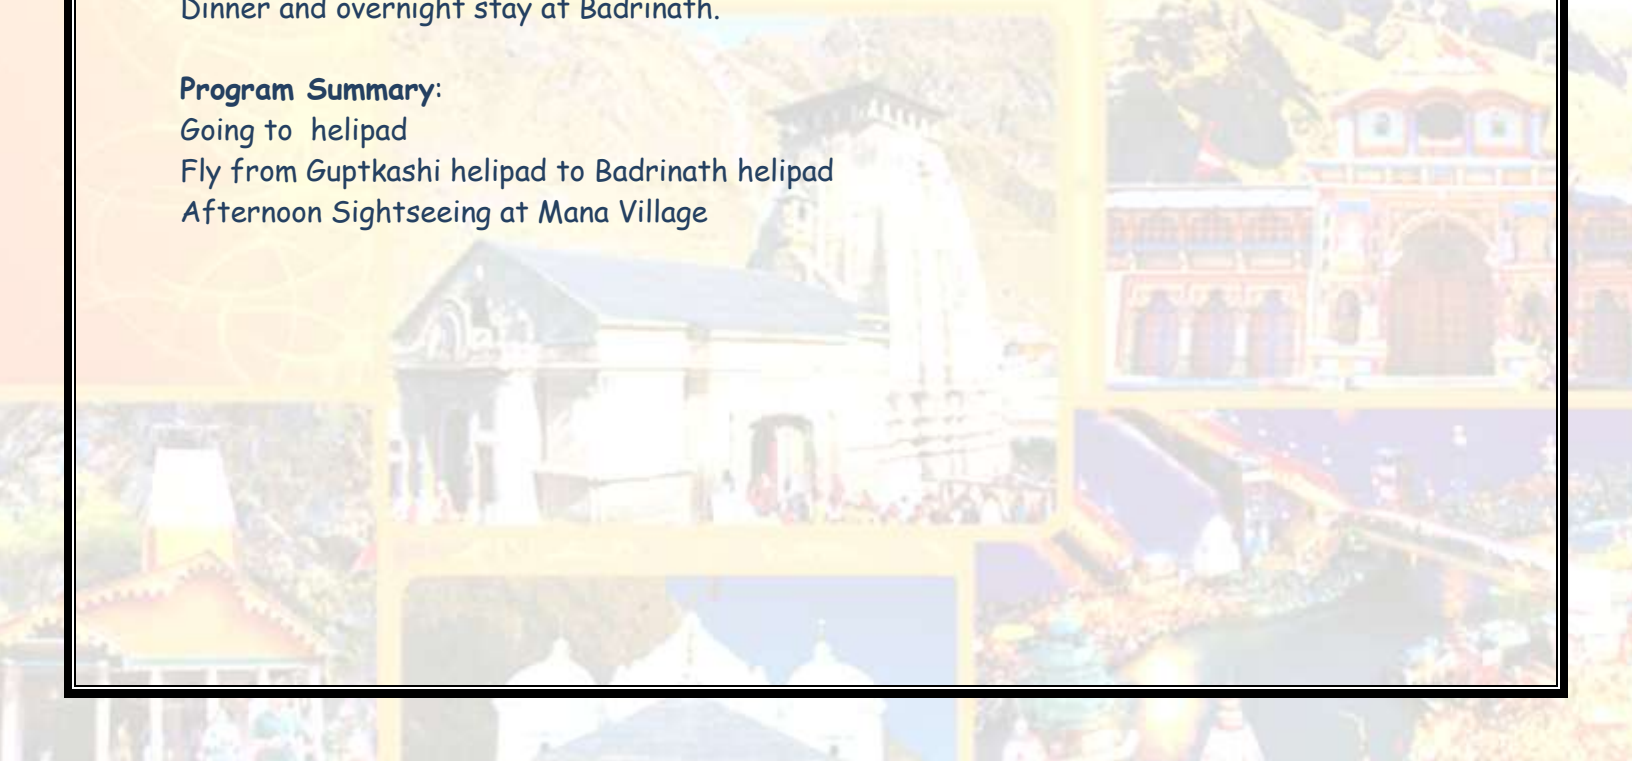 Dinner and overnight stay at Badrinath.
Program Summary:
Going to  helipad
Fly from Guptkashi helipad to Badrinath helipad
Afternoon Sightseeing at Mana Village